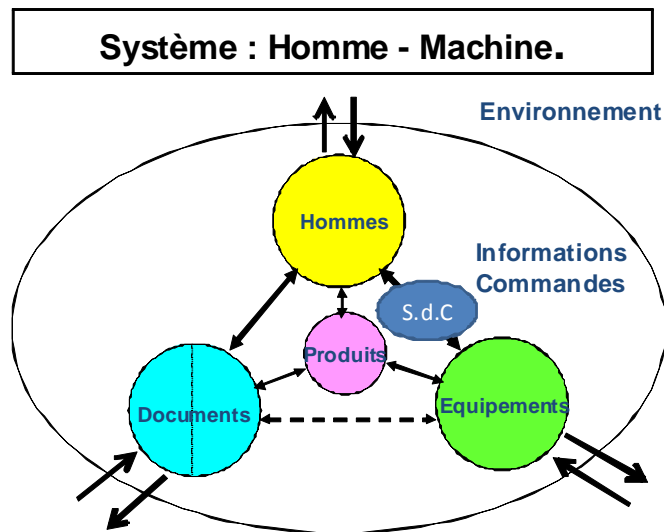 Système : Homme - Machine.
Environnement
Hommes
Informations
Commandes
S.d.C
Produits
Documents
Equipements